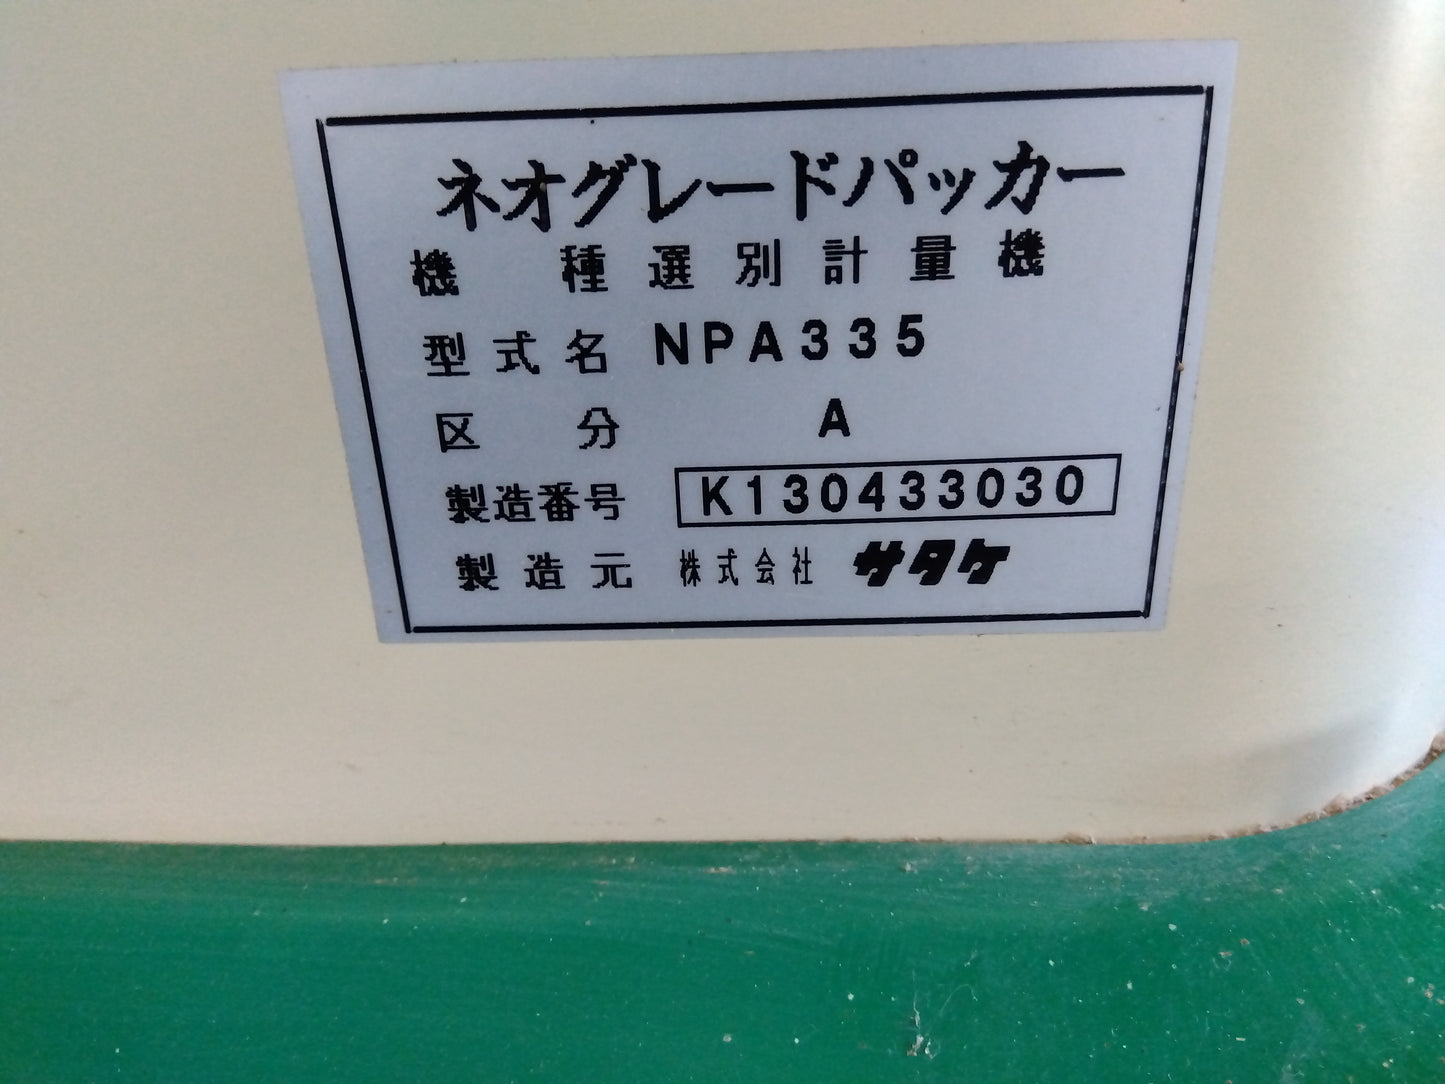 ネオグレードパッカー
機種 選別計量機
型式名 NPA335
区分 A
製造番号 K130433030
製造元 株式会社 サタケ